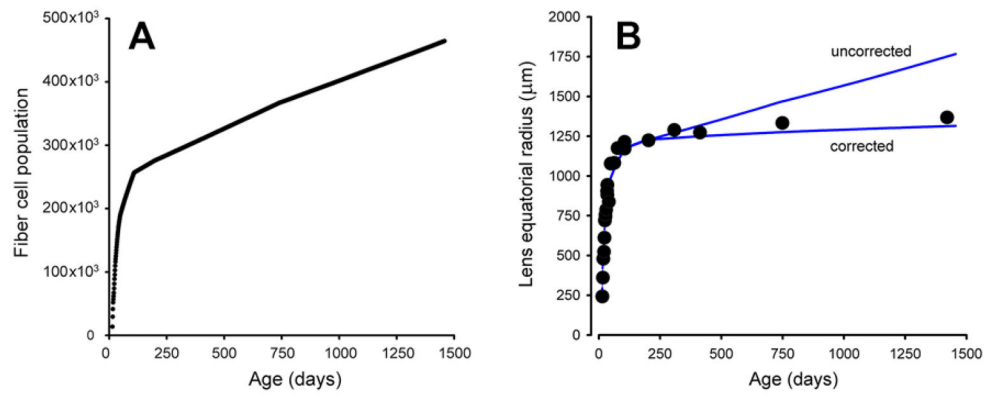 A
500x10³
400x10³
300x10³
200x10³
100x10³
0
Fiber cell population
0 250 500 750 1000 1250 1500
Age (days)
B
2000
1750
1500
1250
1000
750
500
250
0
Lens equatorial radius (μm)
uncorrected
corrected
0 250 500 750 1000 1250 1500
Age (days)